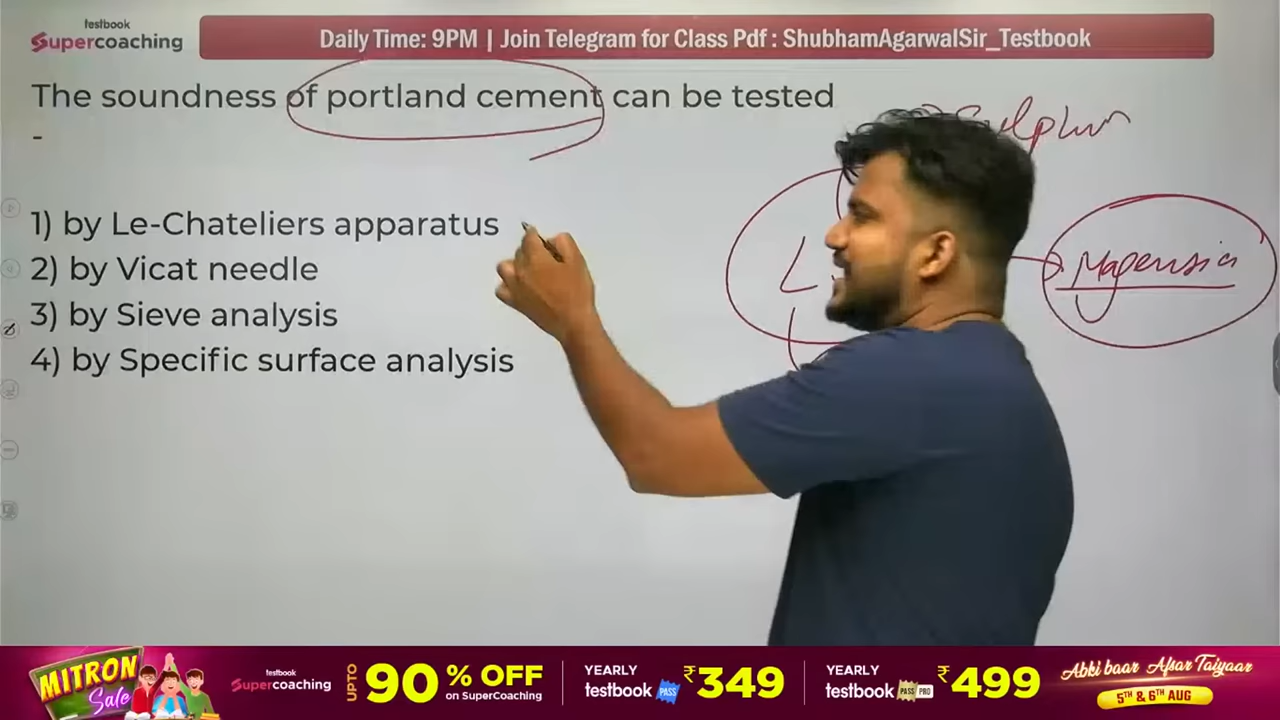 testbook
Supercoaching
Daily Time: 9PM | Join Telegram for Class Pdf : ShubhamAgarwalSir_Testbook
The soundness of portland cement can be tested
-
Sulphur
L
Magensia
1) by Le-Chateliers apparatus
2) by Vicat needle
3) by Sieve analysis
4) by Specific surface analysis
MITRON
Sale
testbook
Supercoaching
UPTO
90 % OFF
on SuperCoaching
YEARLY
testbook PASS
₹349
YEARLY
testbook PASS PRO
₹499
Abki baar Afsar Taiyaar
5TH & 6TH AUG